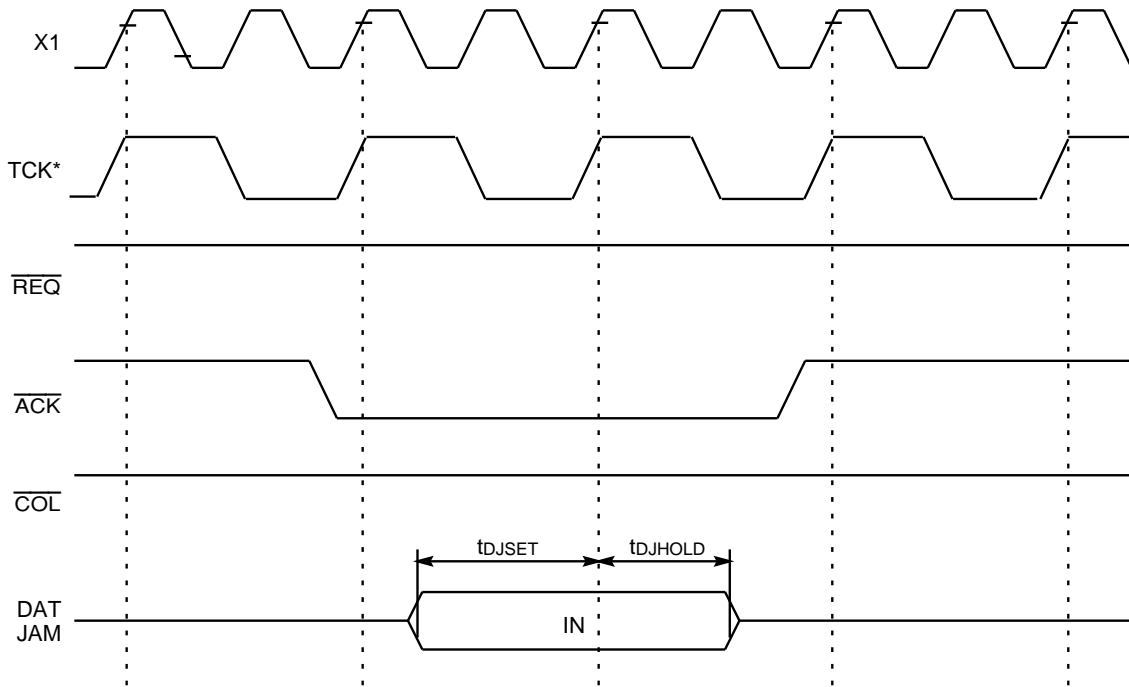 X1
TCK*
REQ
ACK
COL
tDJSET
tDJHOLD
DAT
JAM
IN